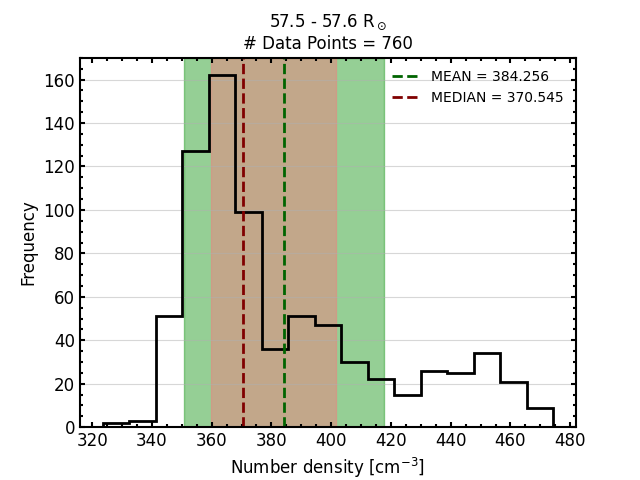 57.5 - 57.6 R⊙
# Data Points = 760
MEAN = 384.256
MEDIAN = 370.545
Frequency
160
140
120
100
80
60
40
20
0
320 340 360 380 400 420 440 460 480
Number density [cm⁻³]